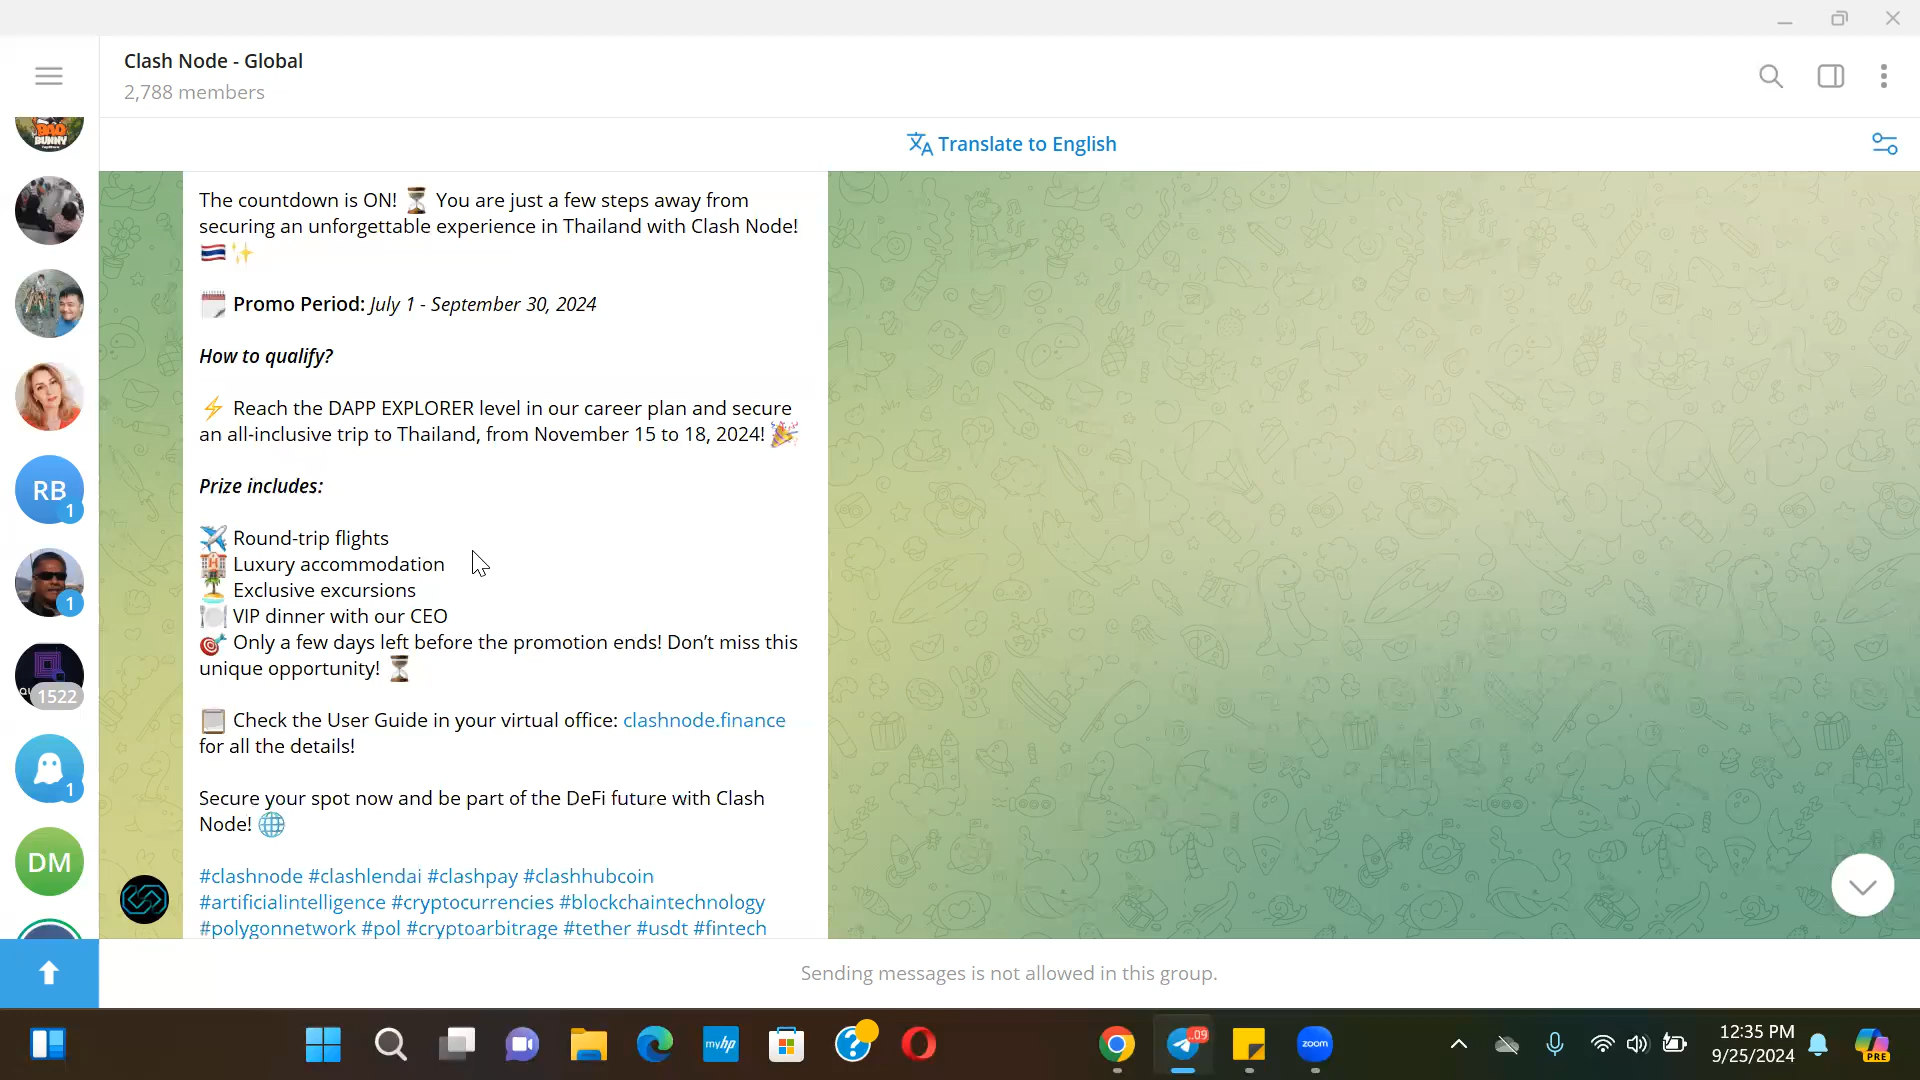 Clash Node - Global
2,788 members
Translate to English
The countdown is ON! ⏳ You are just a few steps away from
securing an unforgettable experience in Thailand with Clash Node!
🇹🇭✨
🗓 Promo Period: July 1 - September 30, 2024
How to qualify?
⚡ Reach the DAPP EXPLORER level in our career plan and secure
an all-inclusive trip to Thailand, from November 15 to 18, 2024! 🎉
Prize includes:
✈️ Round-trip flights
🏨 Luxury accommodation
🏝 Exclusive excursions
🍽 VIP dinner with our CEO
🎯 Only a few days left before the promotion ends! Don’t miss this
unique opportunity! ⏳
📋 Check the User Guide in your virtual office: clashnode.finance
for all the details!
Secure your spot now and be part of the DeFi future with Clash
Node! 🌐
#clashnode #clashlendai #clashpay #clashhubcoin
#artificialintelligence #cryptocurrencies #blockchaintechnology
#polygonnetwork #pol #cryptoarbitrage #tether #usdt #fintech
Sending messages is not allowed in this group.
BAD
BUNNY
RB
1
1
1522
1
DM
myhp
..09
zoom
12:35 PM
9/25/2024
PRE